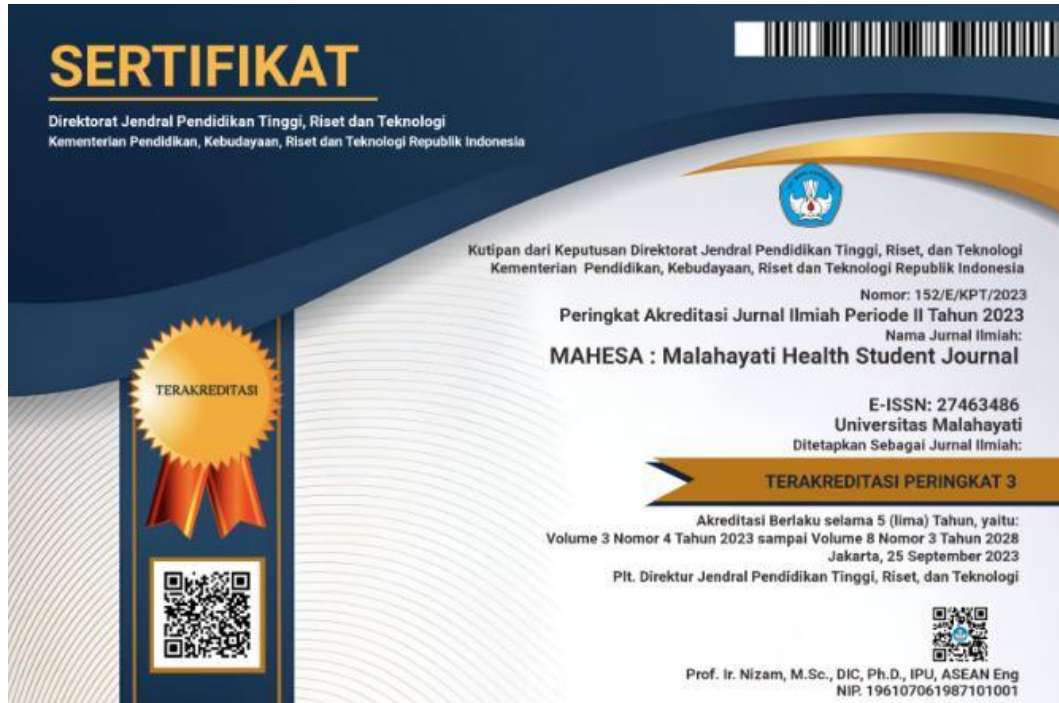 SERTIFIKAT
Direktorat Jendral Pendidikan Tinggi, Riset dan Teknologi
Kementerian Pendidikan, Kebudayaan, Riset dan Teknologi Republik Indonesia
Kutipan dari Keputusan Direktorat Jendral Pendidikan Tinggi, Riset, dan Teknologi
Kementerian Pendidikan, Kebudayaan, Riset dan Teknologi Republik Indonesia
Nomor: 152/E/KPT/2023
Peringkat Akreditasi Jurnal Ilmiah Periode II Tahun 2023
Nama Jurnal Ilmiah:
MAHESA : Malahayati Health Student Journal
E-ISSN: 27463486
Universitas Malahayati
Ditetapkan Sebagai Jurnal Ilmiah:
TERAKREDITASI
TERAKREDITASI PERINGKAT 3
Akreditasi Berlaku selama 5 (lima) Tahun, yaitu:
Volume 3 Nomor 4 Tahun 2023 sampai Volume 8 Nomor 3 Tahun 2028
Jakarta, 25 September 2023
Plt. Direktur Jendral Pendidikan Tinggi, Riset, dan Teknologi
Prof. Ir. Nizam, M.Sc., DIC, Ph.D., IPU, ASEAN Eng
NIP. 196107061987101001